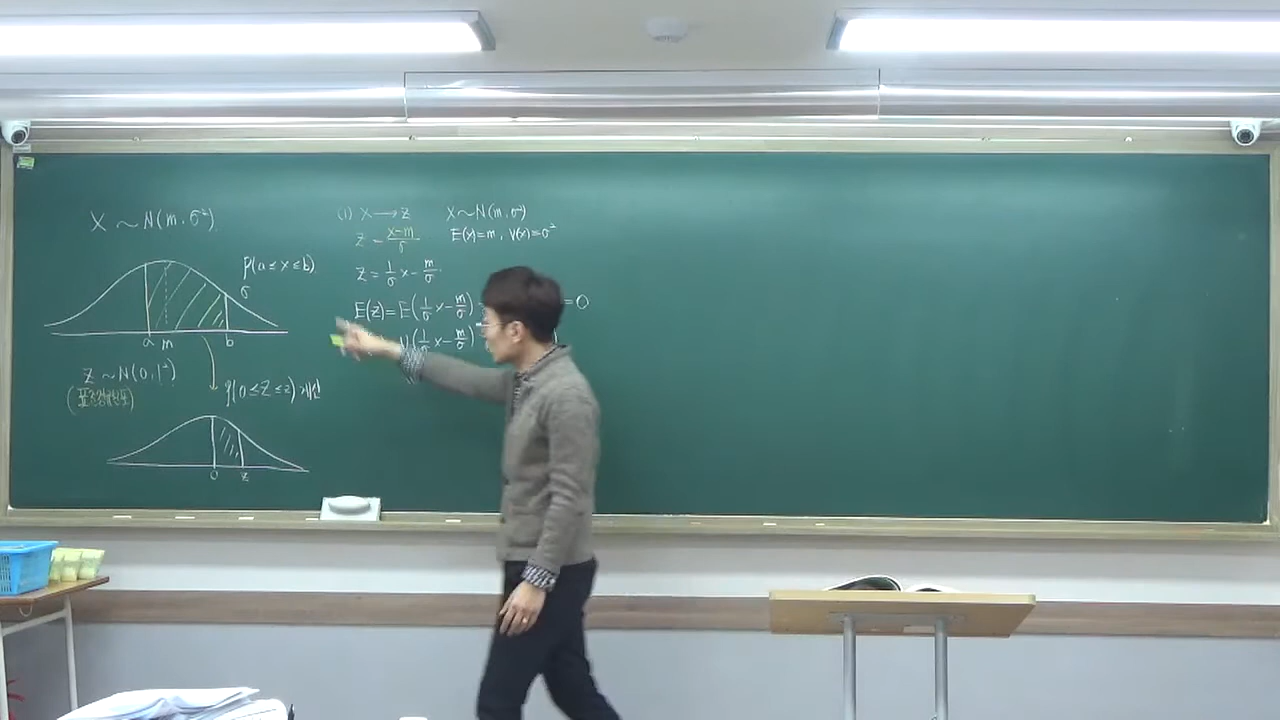 X ~ N(m, σ²)
P(a ≤ x ≤ b)
σ
a m b
Z ~ N(0, 1²)
(표준정규분포)
P(0 ≤ Z ≤ z) 계산
0 z
(1) X → Z
Z = x-m/σ
Z = 1/σ x - m/σ
E(Z) = E(1/σ x - m/σ) = 0
V(1/σ x - m/σ) 1
X ~ N(m, σ²)
E(x)=m, V(x)=σ²